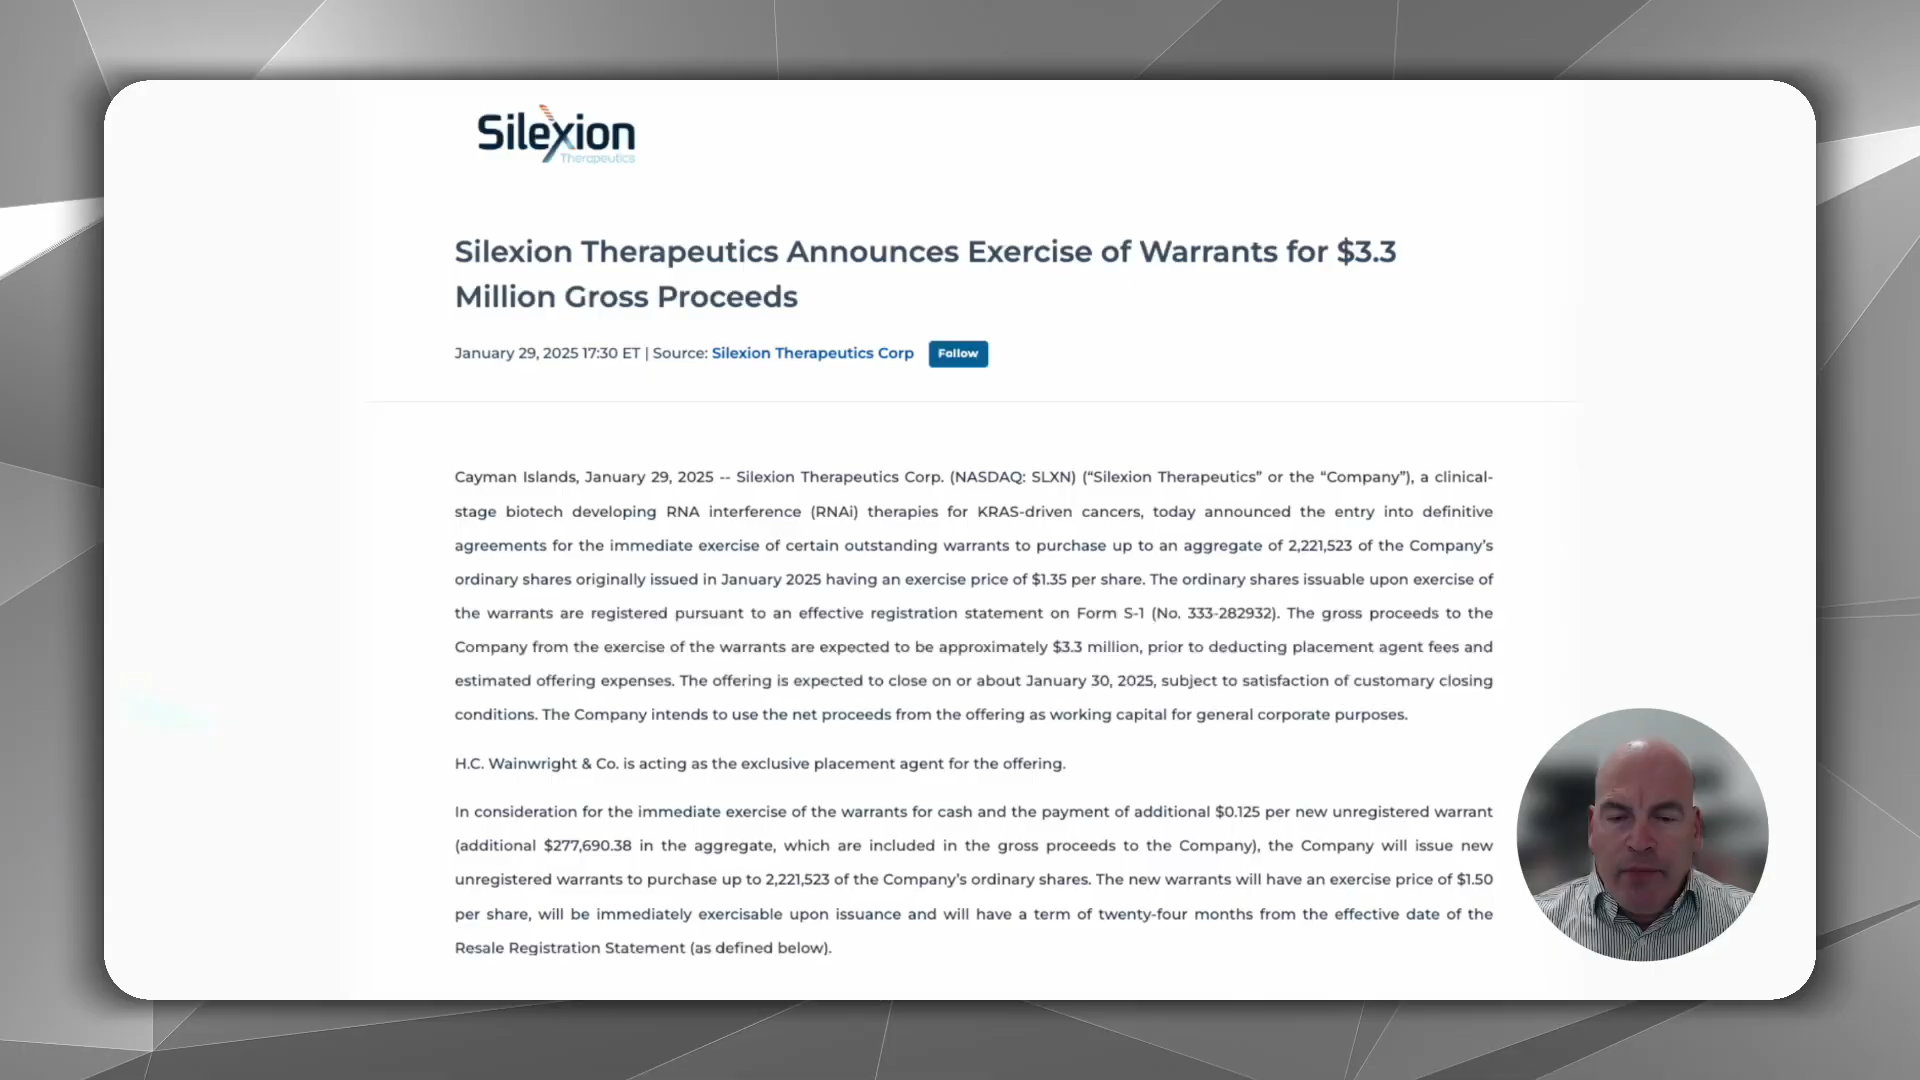 Silexion
Therapeutics
Silexion Therapeutics Announces Exercise of Warrants for $3.3
Million Gross Proceeds
January 29, 2025 17:30 ET | Source: Silexion Therapeutics Corp Follow
Cayman Islands, January 29, 2025 -- Silexion Therapeutics Corp. (NASDAQ: SLXN) (“Silexion Therapeutics” or the “Company”), a clinical-
stage biotech developing RNA interference (RNAi) therapies for KRAS-driven cancers, today announced the entry into definitive
agreements for the immediate exercise of certain outstanding warrants to purchase up to an aggregate of 2,221,523 of the Company’s
ordinary shares originally issued in January 2025 having an exercise price of $1.35 per share. The ordinary shares issuable upon exercise of
the warrants are registered pursuant to an effective registration statement on Form S-1 (No. 333-282932). The gross proceeds to the
Company from the exercise of the warrants are expected to be approximately $3.3 million, prior to deducting placement agent fees and
estimated offering expenses. The offering is expected to close on or about January 30, 2025, subject to satisfaction of customary closing
conditions. The Company intends to use the net proceeds from the offering as working capital for general corporate purposes.
H.C. Wainwright & Co. is acting as the exclusive placement agent for the offering.
In consideration for the immediate exercise of the warrants for cash and the payment of additional $0.125 per new unregistered warrant
(additional $277,690.38 in the aggregate, which are included in the gross proceeds to the Company), the Company will issue new
unregistered warrants to purchase up to 2,221,523 of the Company’s ordinary shares. The new warrants will have an exercise price of $1.50
per share, will be immediately exercisable upon issuance and will have a term of twenty-four months from the effective date of the
Resale Registration Statement (as defined below).